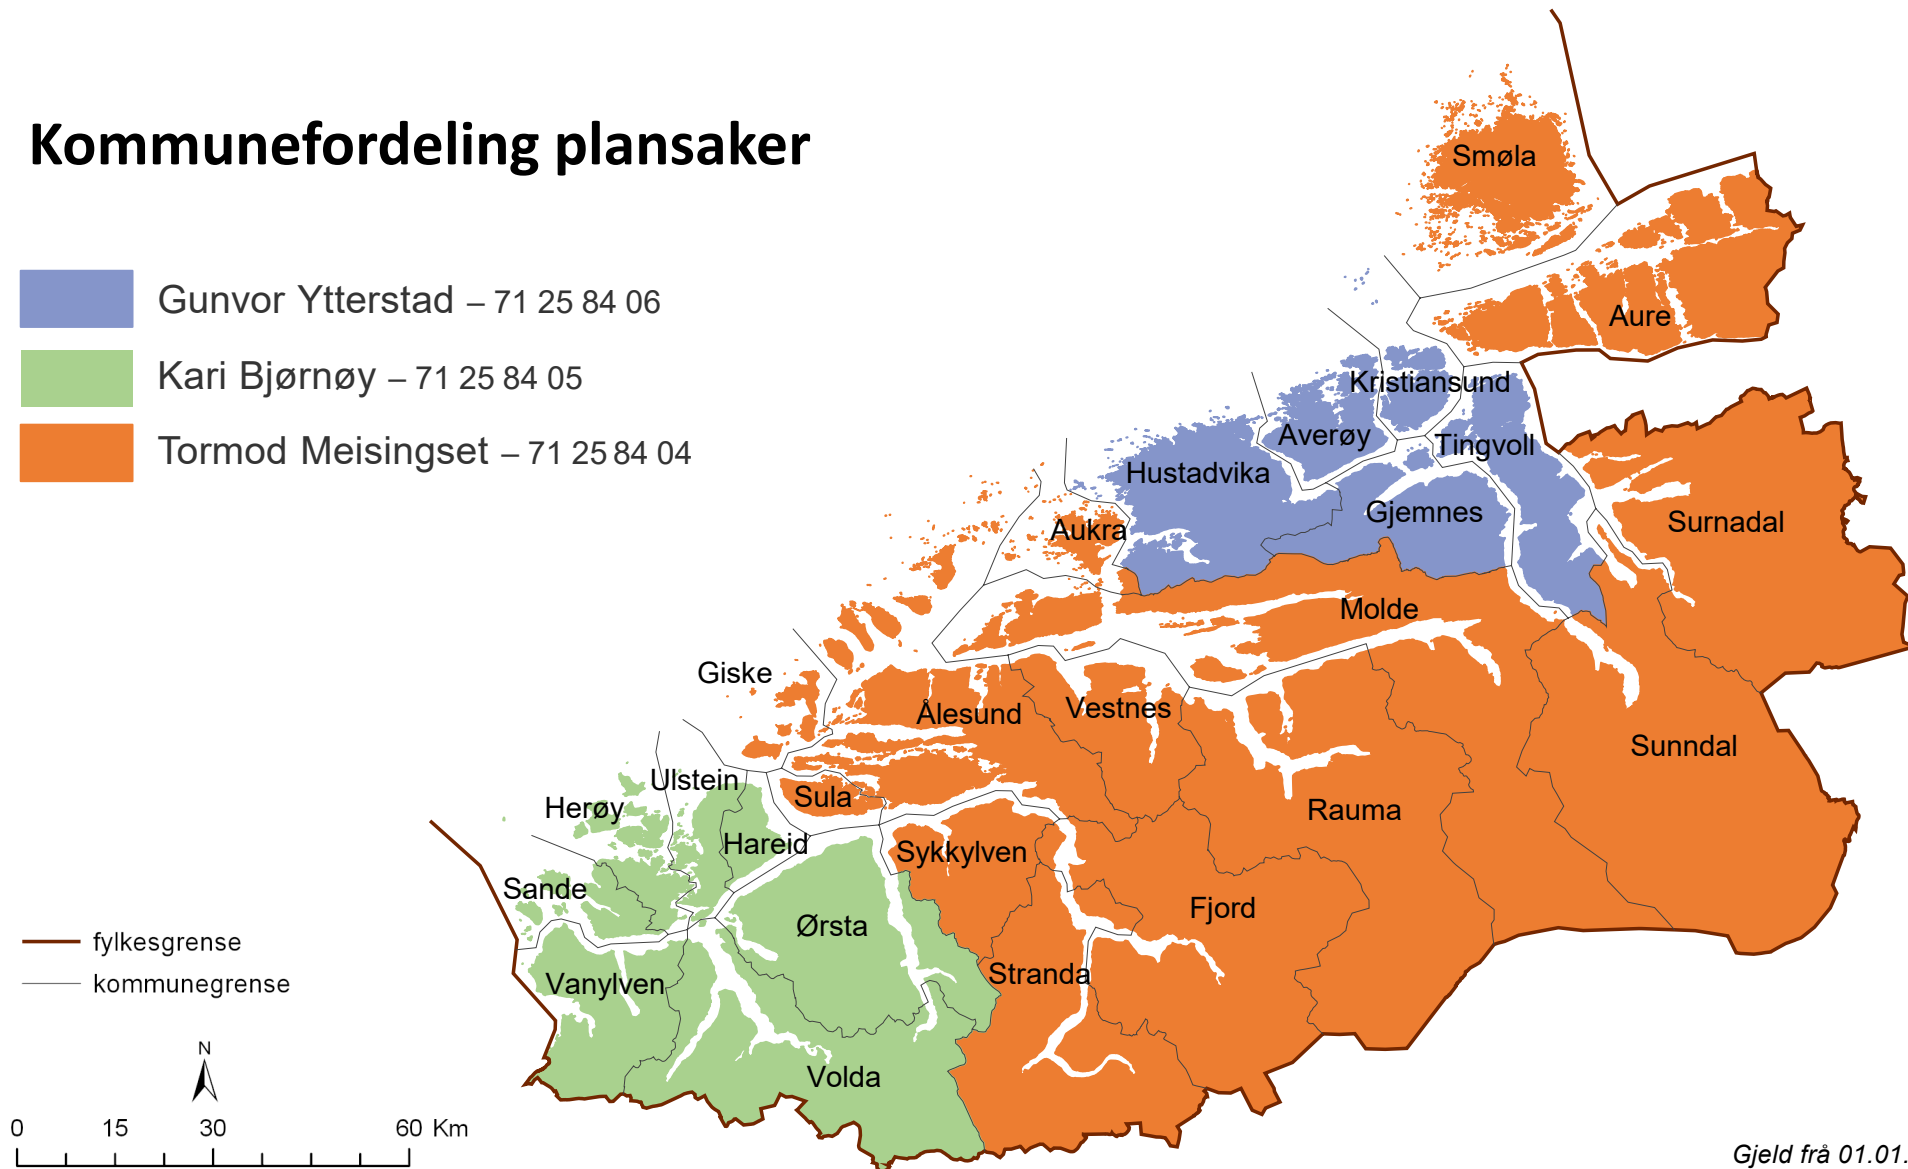 Kommunefordeling plansaker
Gunvor Ytterstad – 71 25 84 06
Kari Bjørnøy – 71 25 84 05
Tormod Meisingset – 71 25 84 04
Smøla
Aure
Kristiansund
Averøy
Tingvoll
Hustadvika
Gjemnes
Surnadal
Aukra
Molde
Giske
Ålesund
Vestnes
Sunndal
Ulstein
Herøy
Sula
Rauma
Hareid
Sykkylven
Sande
Fjord
Ørsta
Stranda
Vanylven
Volda
fylkesgrense
kommunegrense
N
0 15 30 60 Km
Gjeld frå 01.01.